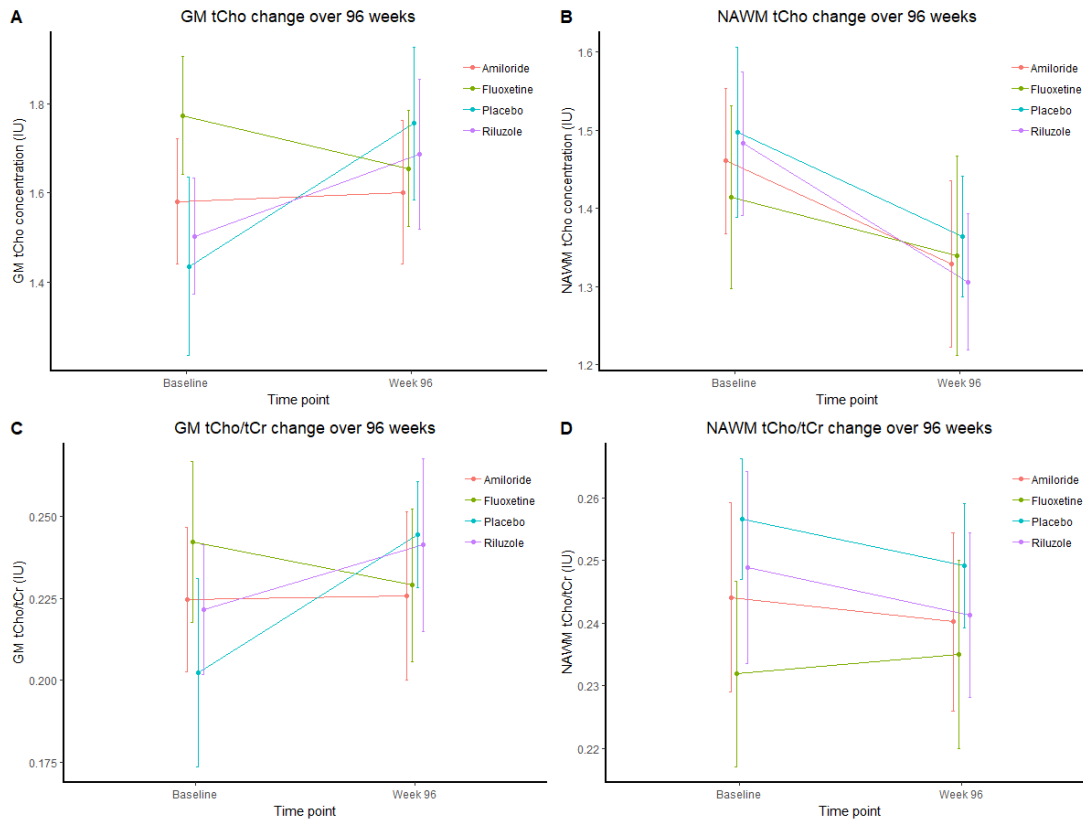 A
GM tCho change over 96 weeks
GM tCho concentration (IU)
1.8
1.6
1.4
Amiloride
Fluoxetine
Placebo
Riluzole
Baseline
Week 96
Time point
B
NAWM tCho change over 96 weeks
NAWM tCho concentration (IU)
1.6
1.5
1.4
1.3
1.2
Amiloride
Fluoxetine
Placebo
Riluzole
Baseline
Week 96
Time point
C
GM tCho/tCr change over 96 weeks
GM tCho/tCr (IU)
0.250
0.225
0.200
0.175
Amiloride
Fluoxetine
Placebo
Riluzole
Baseline
Week 96
Time point
D
NAWM tCho/tCr change over 96 weeks
NAWM tCho/tCr (IU)
0.26
0.25
0.24
0.23
0.22
Amiloride
Fluoxetine
Placebo
Riluzole
Baseline
Week 96
Time point